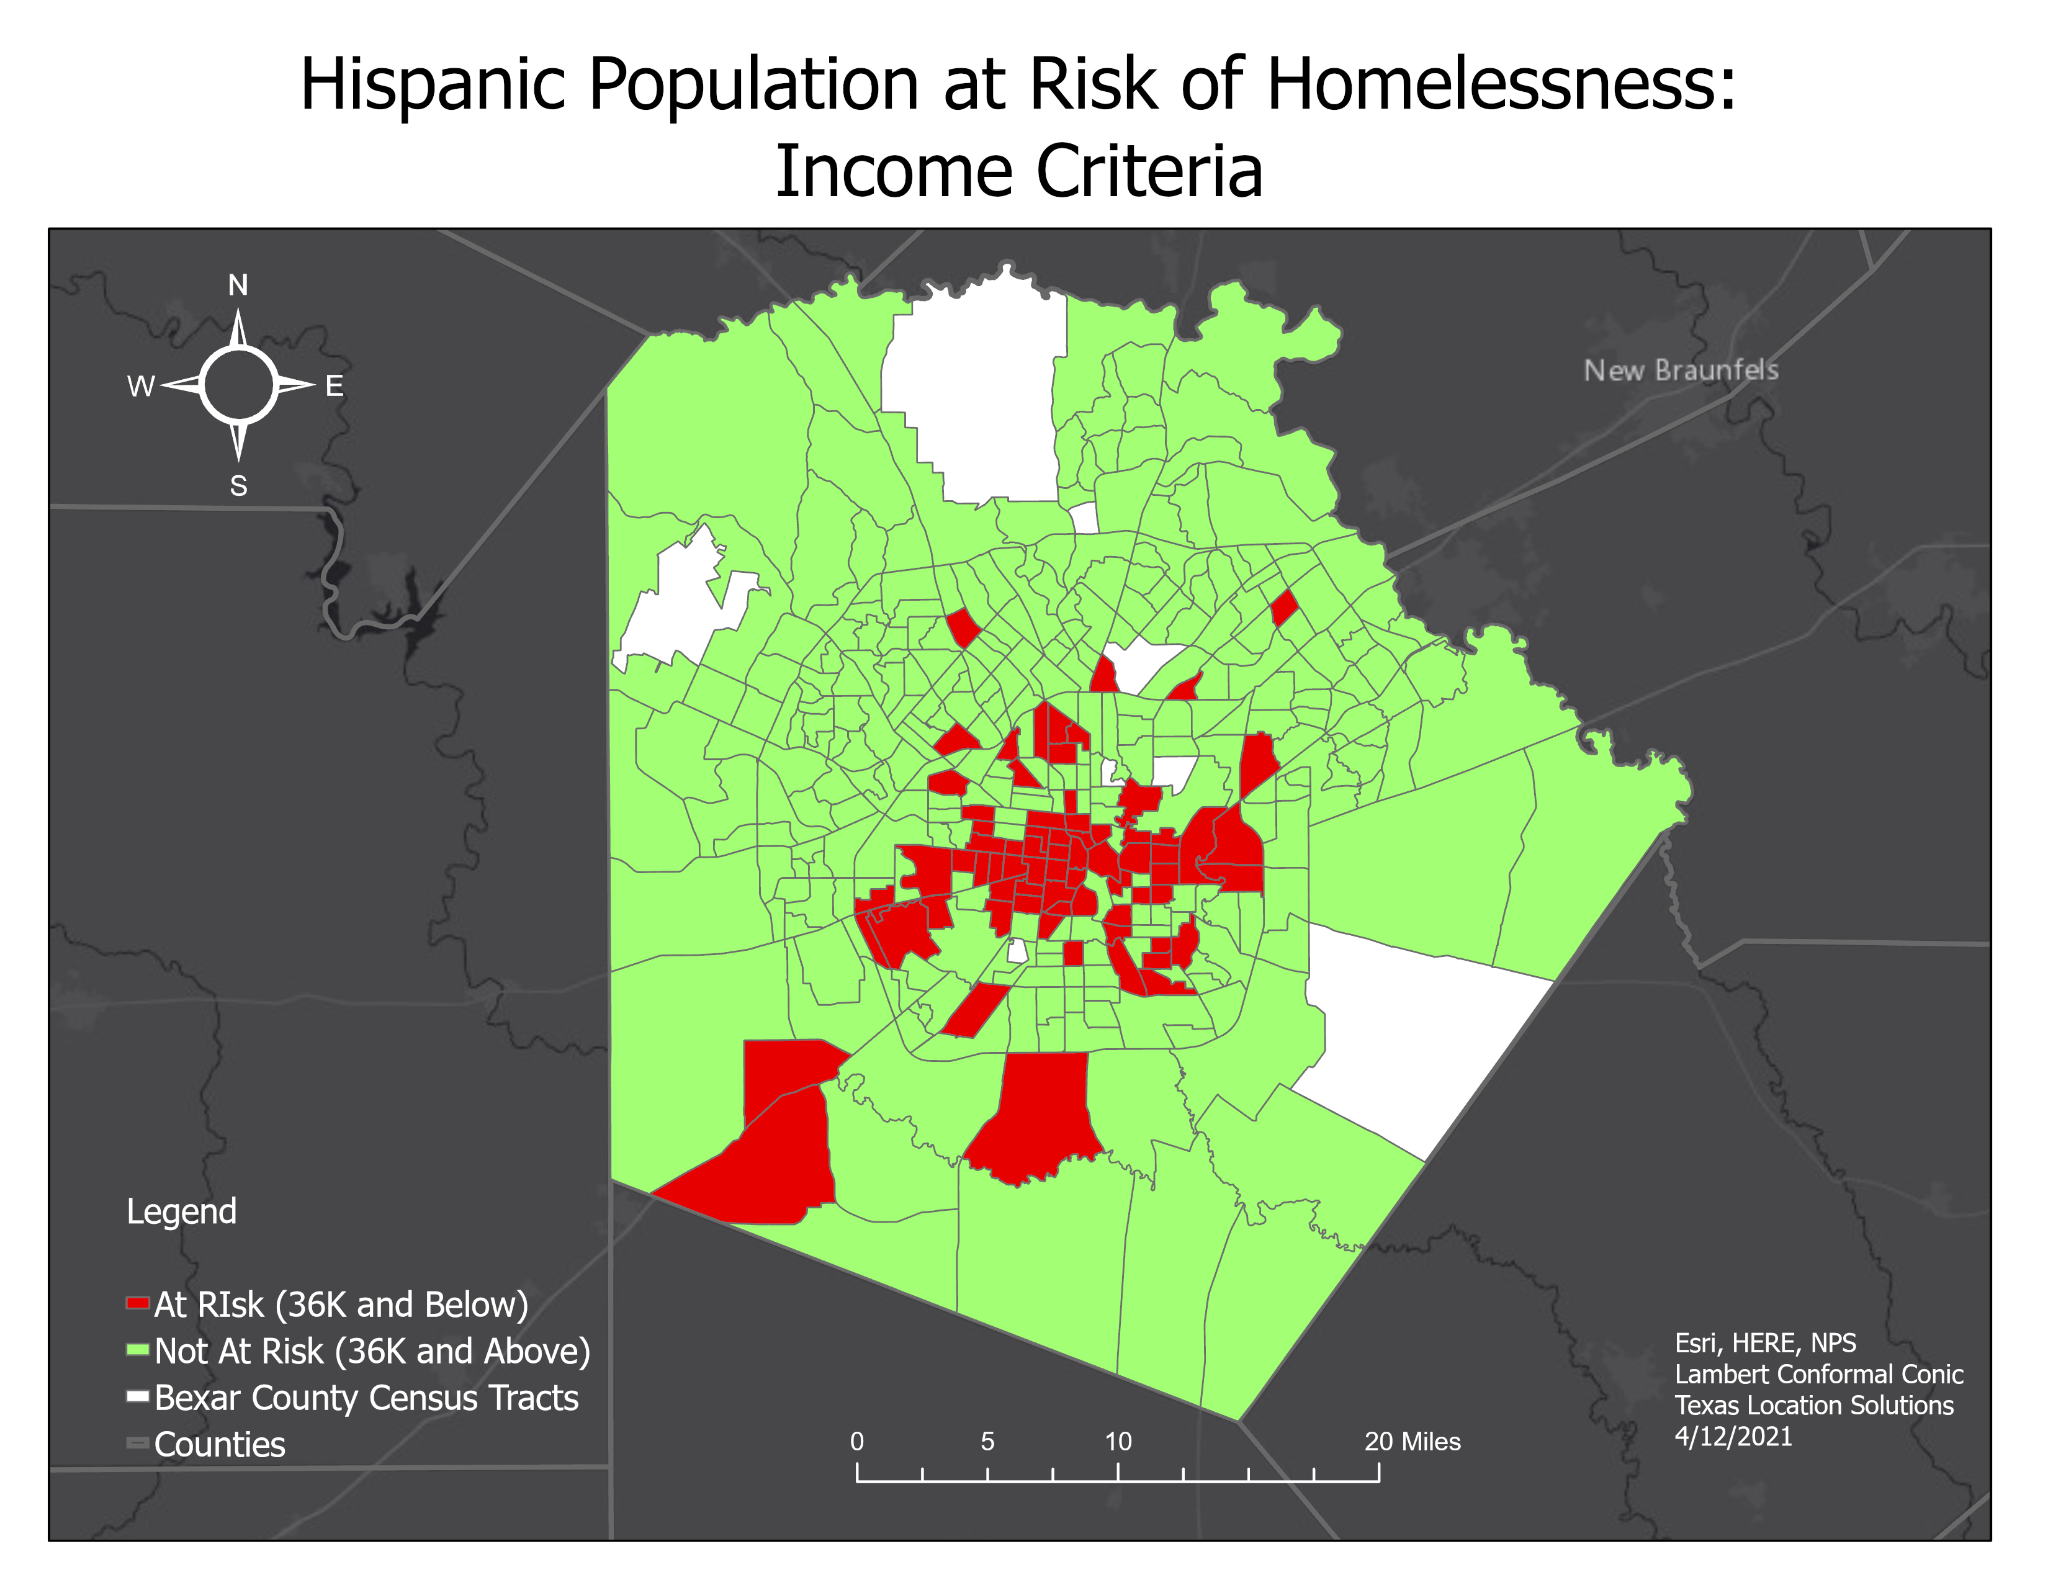 Hispanic Population at Risk of Homelessness:
Income Criteria
N
W
E
S
New Braunfels
Legend
At RIsk (36K and Below)
Not At Risk (36K and Above)
Bexar County Census Tracts
Counties
0
5
10
20 Miles
Esri, HERE, NPS
Lambert Conformal Conic
Texas Location Solutions
4/12/2021